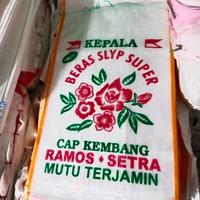 KEPALA
BERAS SLYP SUPER
CAP KEMBANG
RAMOS • SETRA
MUTU TERJAMIN